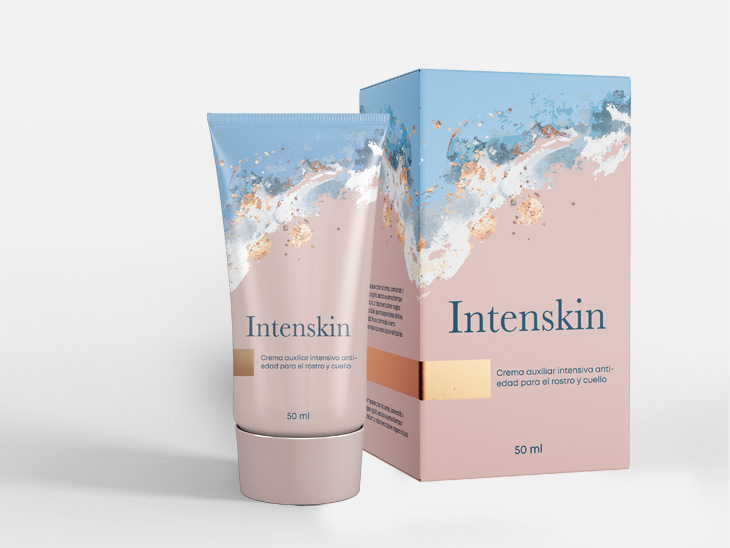 Intenskin
Crema auxiliar intensiva anti-
edad para el rostro y cuello
50 ml
Intenskin
Crema auxiliar intensiva anti-
edad para el rostro y cuello
50 ml